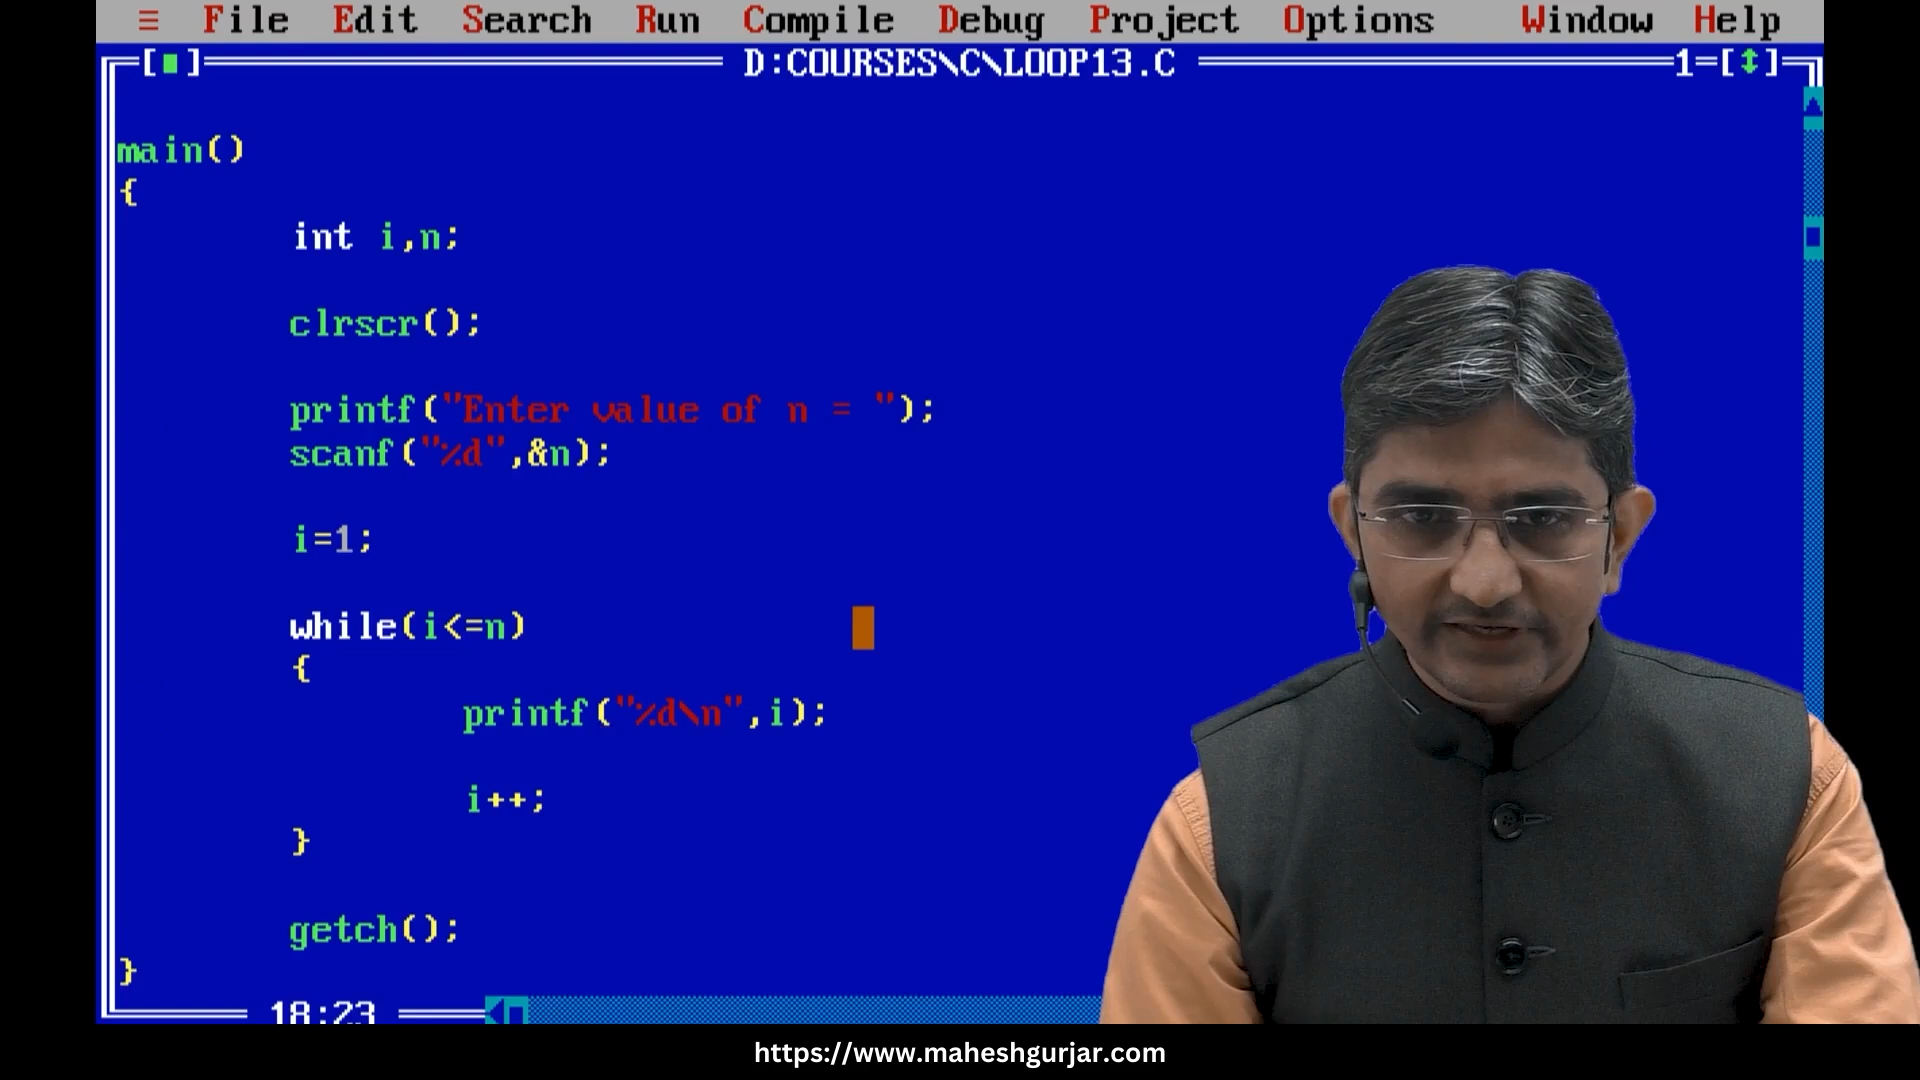 ≡ File Edit Search Run Compile Debug Project Options Window Help
[■] D:COURSES\C\LOOP13.C 1=[↕]
main()
{
int i,n;
clrscr();
printf("Enter value of n = ");
scanf("%d",&n);
i=1;
while(i<=n)
{
printf("%d\n",i);
i++;
}
getch();
}
18:23
https://www.maheshgurjar.com